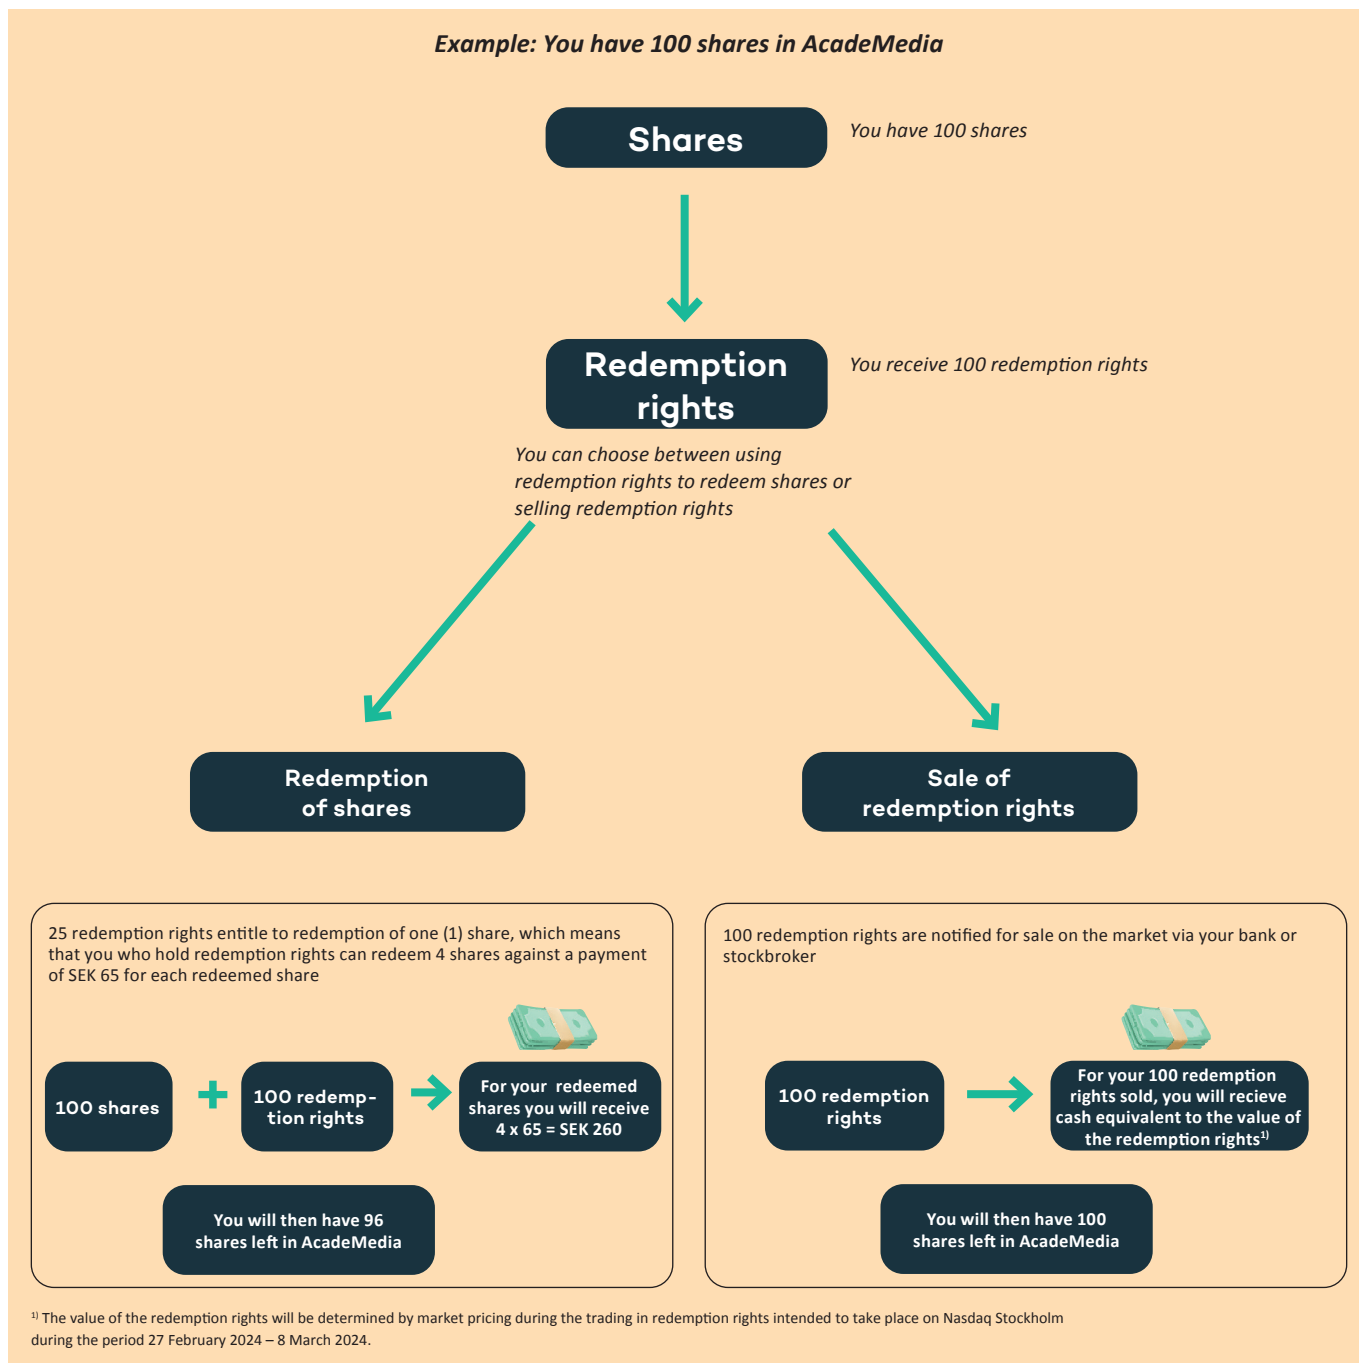 Example: You have 100 shares in AcadeMedia
Shares
You have 100 shares
Redemption
rights
You receive 100 redemption rights
You can choose between using
redemption rights to redeem shares or
selling redemption rights
Redemption
of shares
Sale of
redemption rights
25 redemption rights entitle to redemption of one (1) share, which means
that you who hold redemption rights can redeem 4 shares against a payment
of SEK 65 for each redeemed share
100 shares
+
100 redemp-
tion rights
For your redeemed
shares you will receive
4 x 65 = SEK 260
You will then have 96
shares left in AcadeMedia
100 redemption rights are notified for sale on the market via your bank or
stockbroker
100 redemption
rights
For your 100 redemption
rights sold, you will recieve
cash equivalent to the value of
the redemption rights1)
You will then have 100
shares left in AcadeMedia
1) The value of the redemption rights will be determined by market pricing during the trading in redemption rights intended to take place on Nasdaq Stockholm
during the period 27 February 2024 – 8 March 2024.